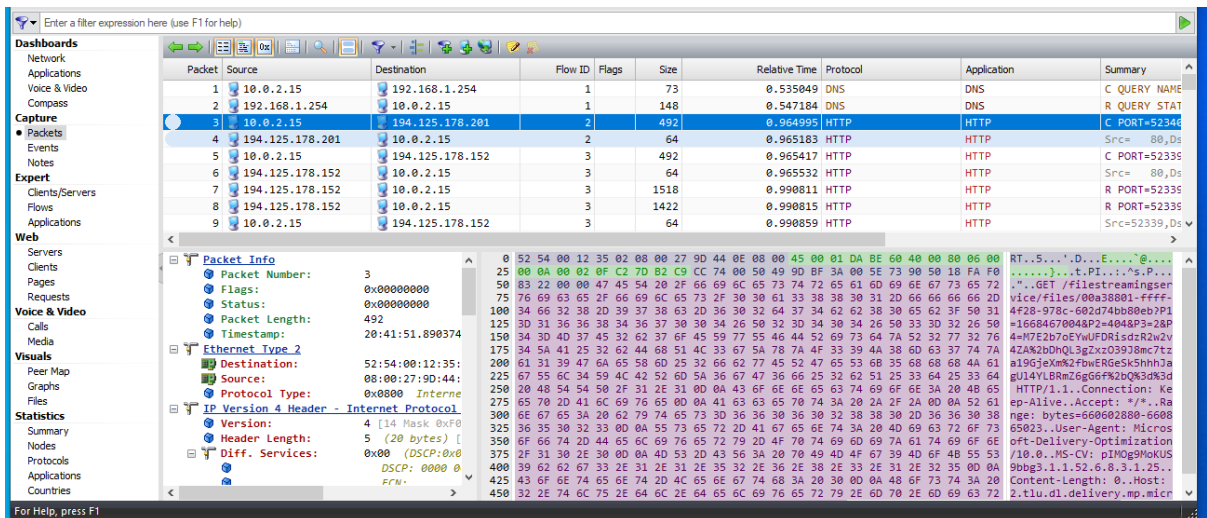 Enter a filter expression here (use F1 for help)
Dashboards
Network
Applications
Voice & Video
Compass
Capture
Packets
Events
Notes
Expert
Clients/Servers
Flows
Applications
Web
Servers
Clients
Pages
Requests
Voice & Video
Calls
Media
Visuals
Peer Map
Graphs
Files
Statistics
Summary
Nodes
Protocols
Applications
Countries
Packet Source Destination Flow ID Flags Size Relative Time Protocol Application Summary
1 10.0.2.15 192.168.1.254 1 73 0.535049 DNS DNS C QUERY NAME
2 192.168.1.254 10.0.2.15 1 148 0.547184 DNS DNS R QUERY STAT
3 10.0.2.15 194.125.178.201 2 492 0.964995 HTTP HTTP C PORT=52340
4 194.125.178.201 10.0.2.15 2 64 0.965183 HTTP HTTP Src= 80,Ds
5 10.0.2.15 194.125.178.152 3 492 0.965417 HTTP HTTP C PORT=52339
6 194.125.178.152 10.0.2.15 3 64 0.965532 HTTP HTTP Src= 80,Ds
7 194.125.178.152 10.0.2.15 3 1518 0.990811 HTTP HTTP R PORT=52339
8 194.125.178.152 10.0.2.15 3 1422 0.990815 HTTP HTTP R PORT=52339
9 10.0.2.15 194.125.178.152 3 64 0.990859 HTTP HTTP Src=52339,Ds
Packet Info
Packet Number: 3
Flags: 0x00000000
Status: 0x00000000
Packet Length: 492
Timestamp: 20:41:51.890374
Ethernet Type 2
Destination: 52:54:00:12:35:
Source: 08:00:27:9D:44:
Protocol Type: 0x0800 Interne
IP Version 4 Header - Internet Protocol
Version: 4 [14 Mask 0xF0
Header Length: 5 (20 bytes) [
Diff. Services: 0x00 (DSCP:0x0
DSCP: 0000 0
ECN:
0 52 54 00 12 35 02 08 00 27 9D 44 0E 08 00 45 00 01 DA BE 60 40 00 80 06 00 RT..5...'.D...E....`@....
25 00 0A 00 02 0F C2 7D B2 C9 CC 74 00 50 49 9D BF 3A 00 5E 73 90 50 18 FA F0 ......}...t.PI..:.^s.P...
50 83 22 00 00 47 45 54 20 2F 66 69 6C 65 73 74 72 65 61 6D 69 6E 67 73 65 72 ."..GET /filestreamingser
75 76 69 63 65 2F 66 69 6C 65 73 2F 30 30 61 33 38 38 30 31 2D 66 66 66 66 2D vice/files/00a38801-ffff-
100 34 66 32 38 2D 39 37 38 63 2D 36 30 32 64 37 34 62 62 38 30 65 62 3F 50 31 4f28-978c-602d74bb80eb?P1
125 3D 31 36 36 38 34 36 37 30 30 34 26 50 32 3D 34 30 34 26 50 33 3D 32 26 50 =1668467004&P2=404&P3=2&P
150 34 3D 4D 37 45 32 62 37 6F 45 59 77 55 46 44 52 69 73 64 7A 52 32 77 32 76 4=M7E2b7oEYwUFDRisdzR2w2v
175 34 5A 41 25 32 62 44 68 51 4C 33 67 5A 78 7A 4F 33 39 4A 38 6D 63 37 74 7A 4ZA%2bDhQL3gZxzO39J8mc7tz
200 61 31 39 47 6A 65 58 6D 25 32 66 62 77 45 52 47 65 53 6B 35 68 68 68 4A 61 a19GjeXm%2fbwERGeSk5hhhJa
225 67 55 6C 34 59 4C 42 52 6D 5A 36 67 47 36 66 25 32 62 51 25 33 64 25 33 64 gUl4YLBRmZ6gG6f%2bQ%3d%3d
250 20 48 54 54 50 2F 31 2E 31 0D 0A 43 6F 6E 6E 65 63 74 69 6F 6E 3A 20 4B 65  HTTP/1.1..Connection: Ke
275 65 70 2D 41 6C 69 76 65 0D 0A 41 63 63 65 70 74 3A 20 2A 2F 2A 0D 0A 52 61 ep-Alive..Accept: */*..Ra
300 6E 67 65 3A 20 62 79 74 65 73 3D 36 36 30 36 30 32 38 38 30 2D 36 36 30 38 nge: bytes=660602880-6608
325 36 35 30 32 33 0D 0A 55 73 65 72 2D 41 67 65 6E 74 3A 20 4D 69 63 72 6F 73 65023..User-Agent: Micros
350 6F 66 74 2D 44 65 6C 69 76 65 72 79 2D 4F 70 74 69 6D 69 7A 61 74 69 6F 6E oft-Delivery-Optimization
375 2F 31 30 2E 30 0D 0A 4D 53 2D 43 56 3A 20 70 49 4D 4F 67 39 4D 6F 4B 55 53 /10.0..MS-CV: pIMOg9MoKUS
400 39 62 62 67 33 2E 31 2E 31 2E 35 32 2E 36 2E 38 2E 33 2E 31 2E 32 35 0D 0A 9bbg3.1.1.52.6.8.3.1.25..
425 43 6F 6E 74 65 6E 74 2D 4C 65 6E 67 74 68 3A 20 30 0D 0A 48 6F 73 74 3A 20 Content-Length: 0..Host:
450 32 2E 74 6C 75 2E 64 6C 2E 64 65 6C 69 76 65 72 79 2E 6D 70 2E 6D 69 63 72 2.tlu.dl.delivery.mp.micr
For Help, press F1